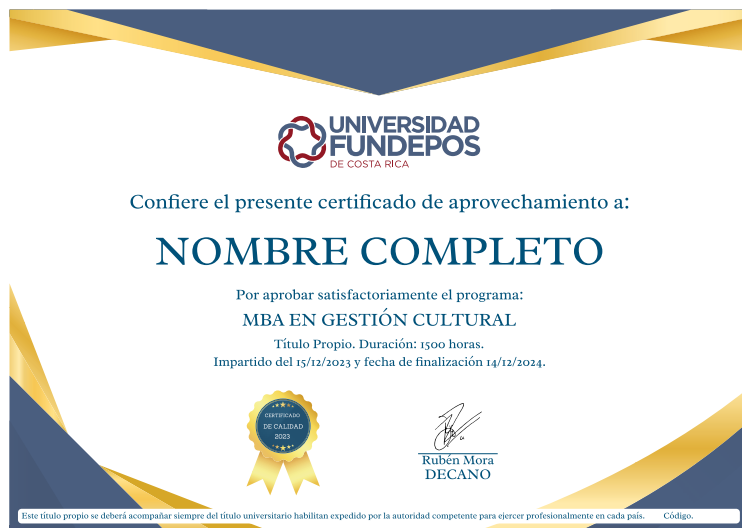 UNIVERSIDAD
FUNDEPOS
DE COSTA RICA
Confiere el presente certificado de aprovechamiento a:
NOMBRE COMPLETO
Por aprobar satisfactoriamente el programa:
MBA EN GESTIÓN CULTURAL
Título Propio. Duración: 1500 horas.
Impartido del 15/12/2023 y fecha de finalización 14/12/2024.
CERTIFICADO
DE CALIDAD
2023
Rubén Mora
DECANO
Este título propio se deberá acompañar siempre del título universitario habilitan expedido por la autoridad competente para ejercer profesionalmente en cada país. Código.